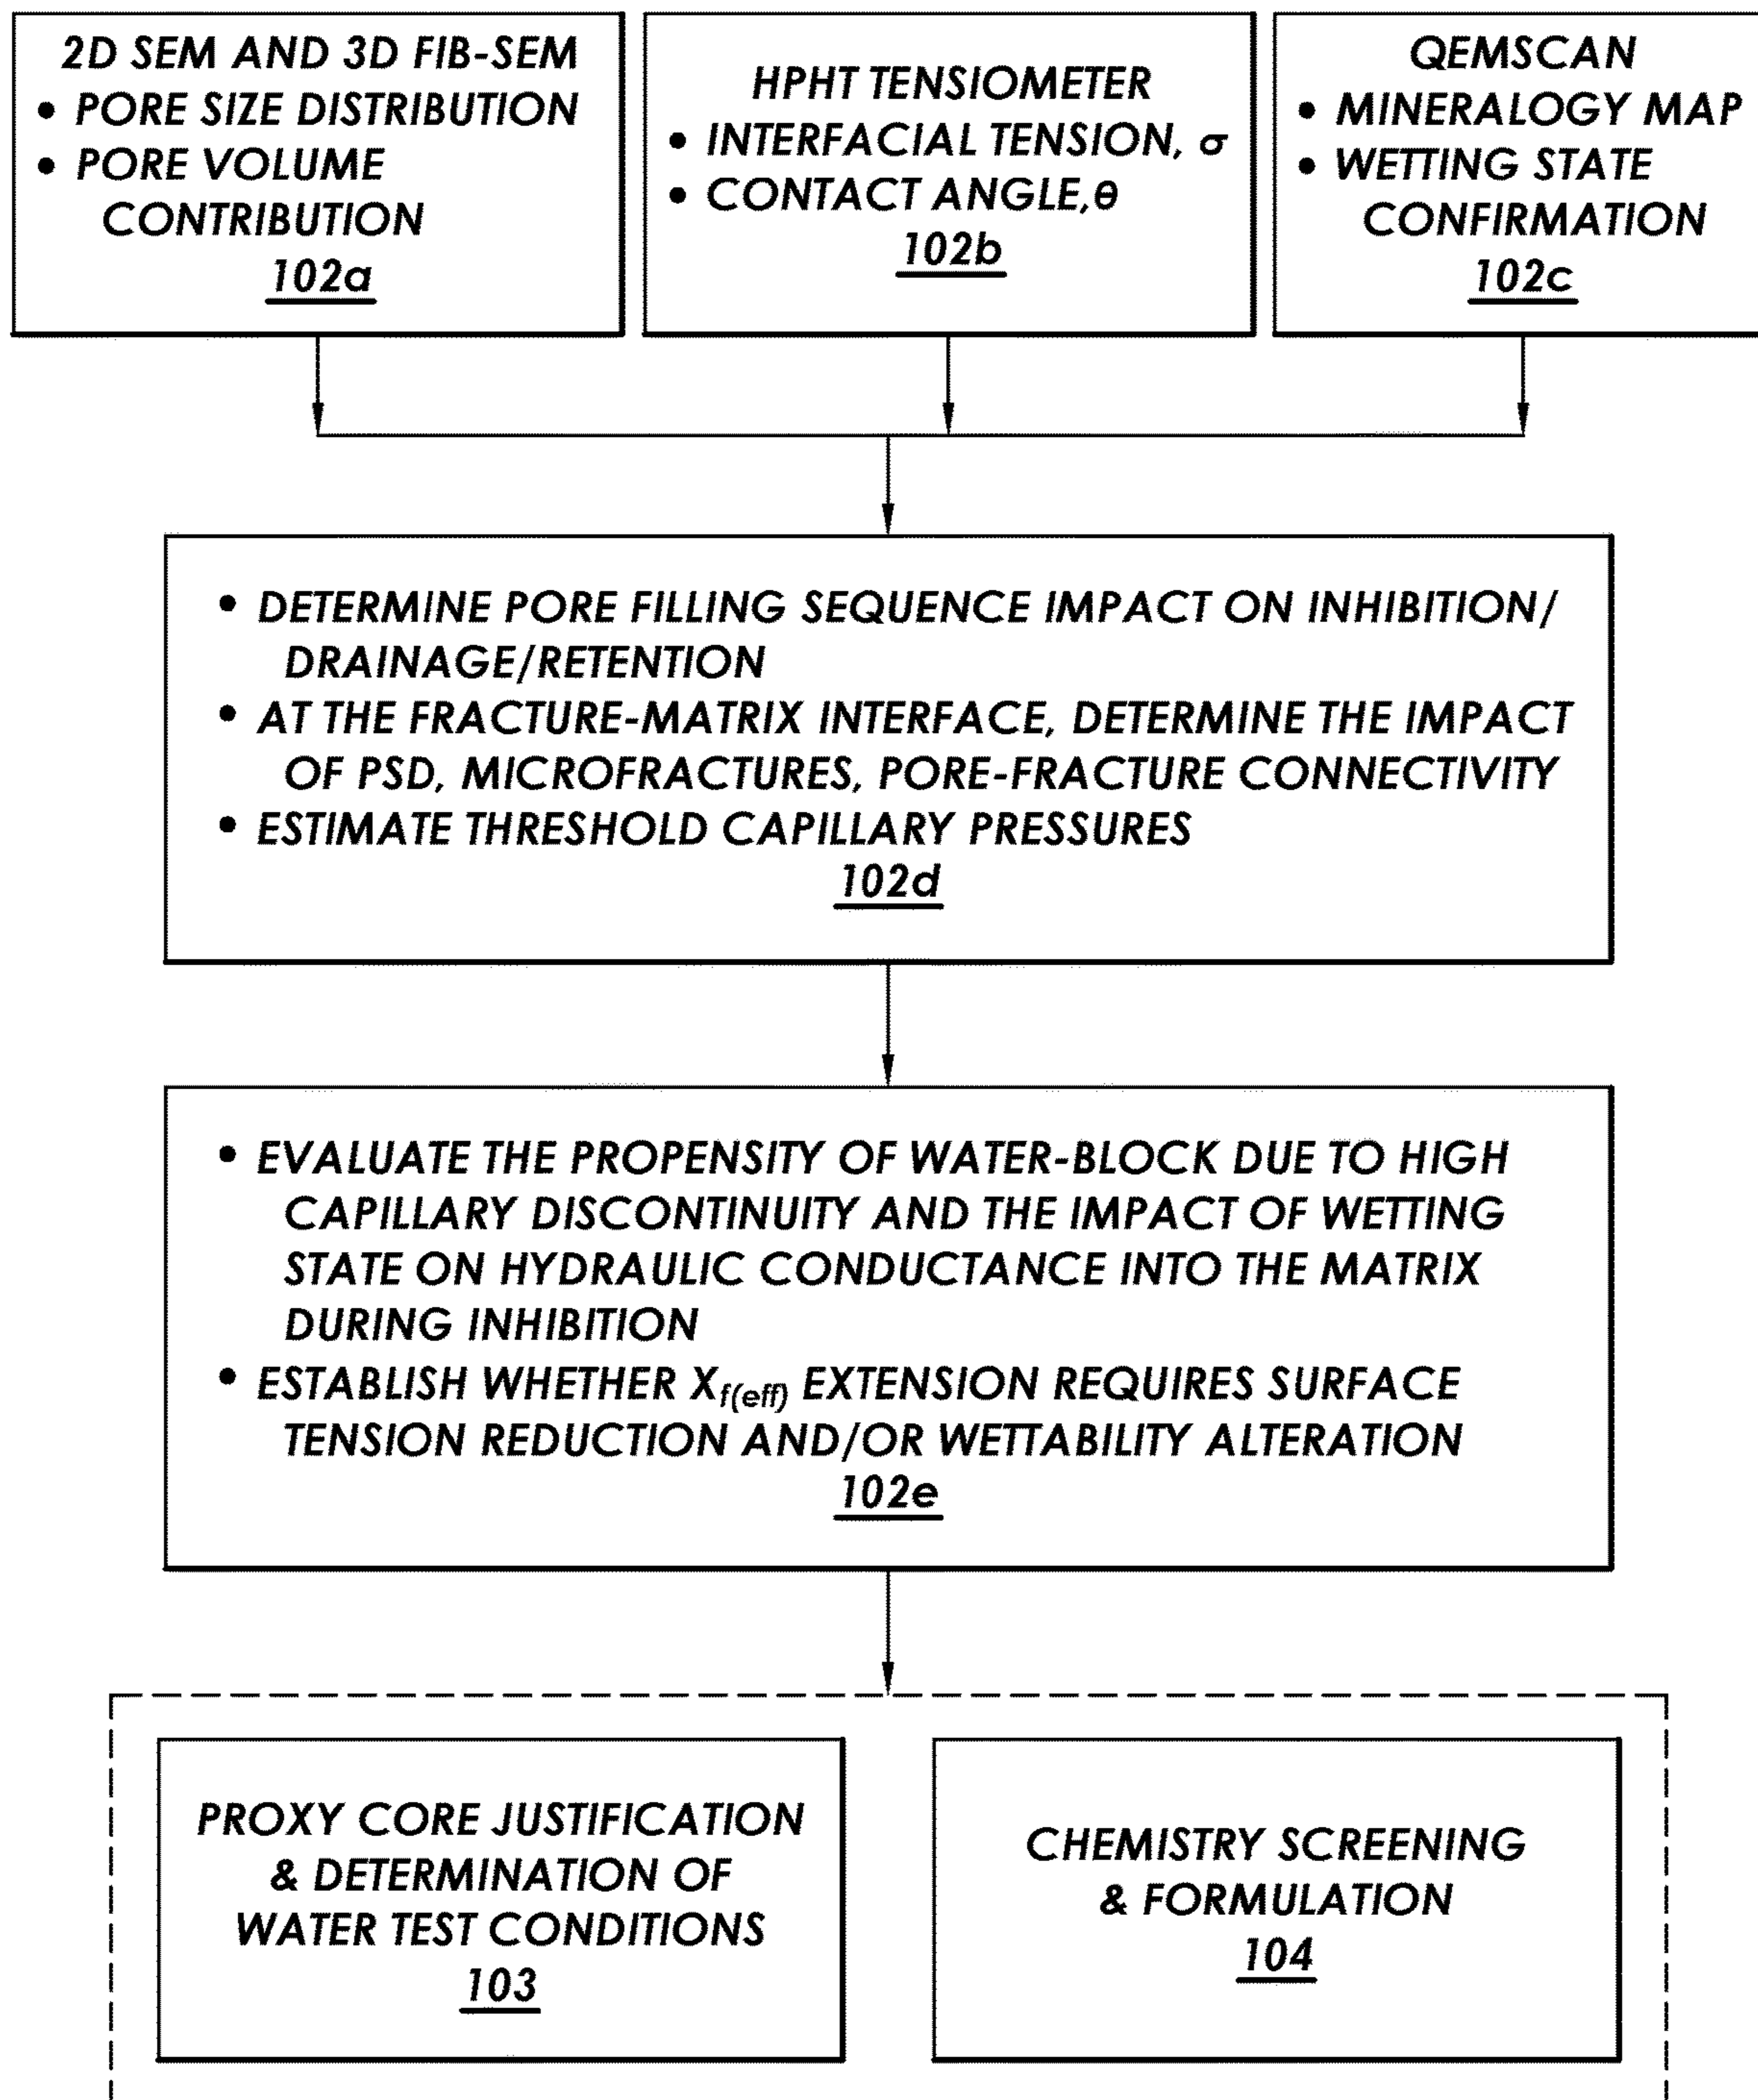 2D SEM AND 3D FIB-SEM
• PORE SIZE DISTRIBUTION
• PORE VOLUME
CONTRIBUTION
102a
HPHT TENSIOMETER
• INTERFACIAL TENSION, σ
• CONTACT ANGLE,θ
102b
QEMSCAN
• MINERALOGY MAP
• WETTING STATE
CONFIRMATION
102c
• DETERMINE PORE FILLING SEQUENCE IMPACT ON INHIBITION/
DRAINAGE/RETENTION
• AT THE FRACTURE-MATRIX INTERFACE, DETERMINE THE IMPACT
OF PSD, MICROFRACTURES, PORE-FRACTURE CONNECTIVITY
• ESTIMATE THRESHOLD CAPILLARY PRESSURES
102d
• EVALUATE THE PROPENSITY OF WATER-BLOCK DUE TO HIGH
CAPILLARY DISCONTINUITY AND THE IMPACT OF WETTING
STATE ON HYDRAULIC CONDUCTANCE INTO THE MATRIX
DURING INHIBITION
• ESTABLISH WHETHER Xf(eff) EXTENSION REQUIRES SURFACE
TENSION REDUCTION AND/OR WETTABILITY ALTERATION
102e
PROXY CORE JUSTIFICATION
& DETERMINATION OF
WATER TEST CONDITIONS
103
CHEMISTRY SCREENING
& FORMULATION
104